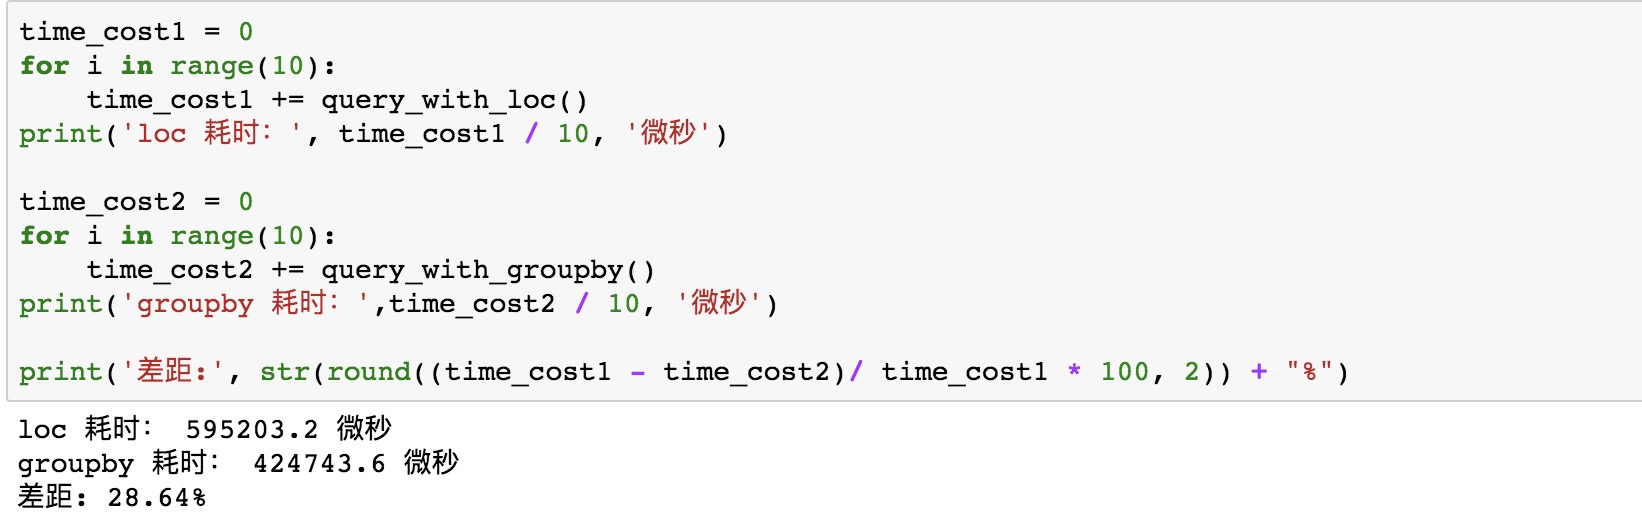 time_cost1 = 0
for i in range(10):
    time_cost1 += query_with_loc()
print('loc 耗时：', time_cost1 / 10, '微秒')
time_cost2 = 0
for i in range(10):
    time_cost2 += query_with_groupby()
print('groupby 耗时：',time_cost2 / 10, '微秒')
print('差距:', str(round((time_cost1 - time_cost2)/ time_cost1 * 100, 2)) + "%")
loc 耗时： 595203.2 微秒
groupby 耗时： 424743.6 微秒
差距: 28.64%